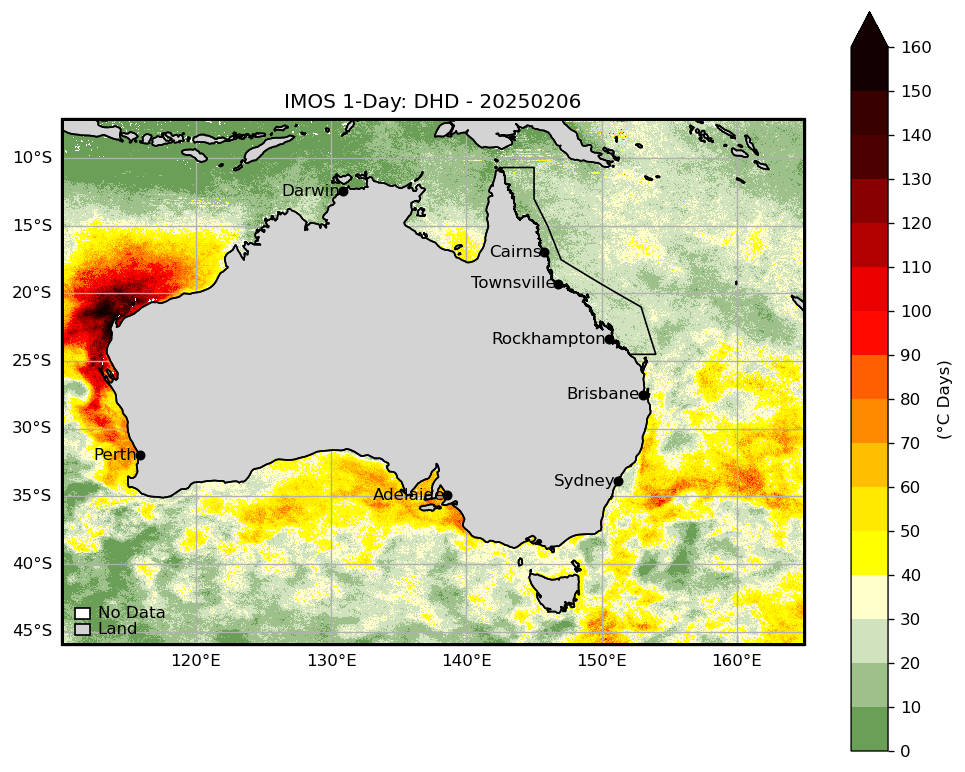 IMOS 1-Day: DHD - 20250206
160
150
140
130
120
110
100
90
80
70
60
50
40
30
20
10
0
(°C Days)
10°S
15°S
20°S
25°S
30°S
35°S
40°S
45°S
Darwin
Cairns
Townsville
Rockhampton
Brisbane
Perth
Sydney
Adelaide
No Data
Land
120°E
130°E
140°E
150°E
160°E